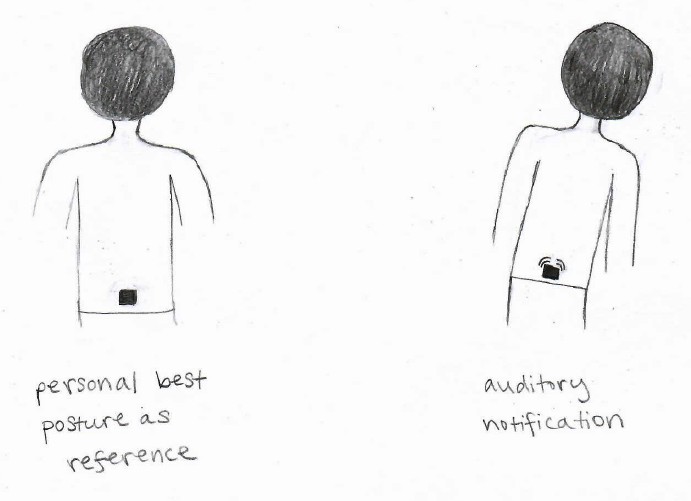 personal best
posture as
reference
auditory
notification